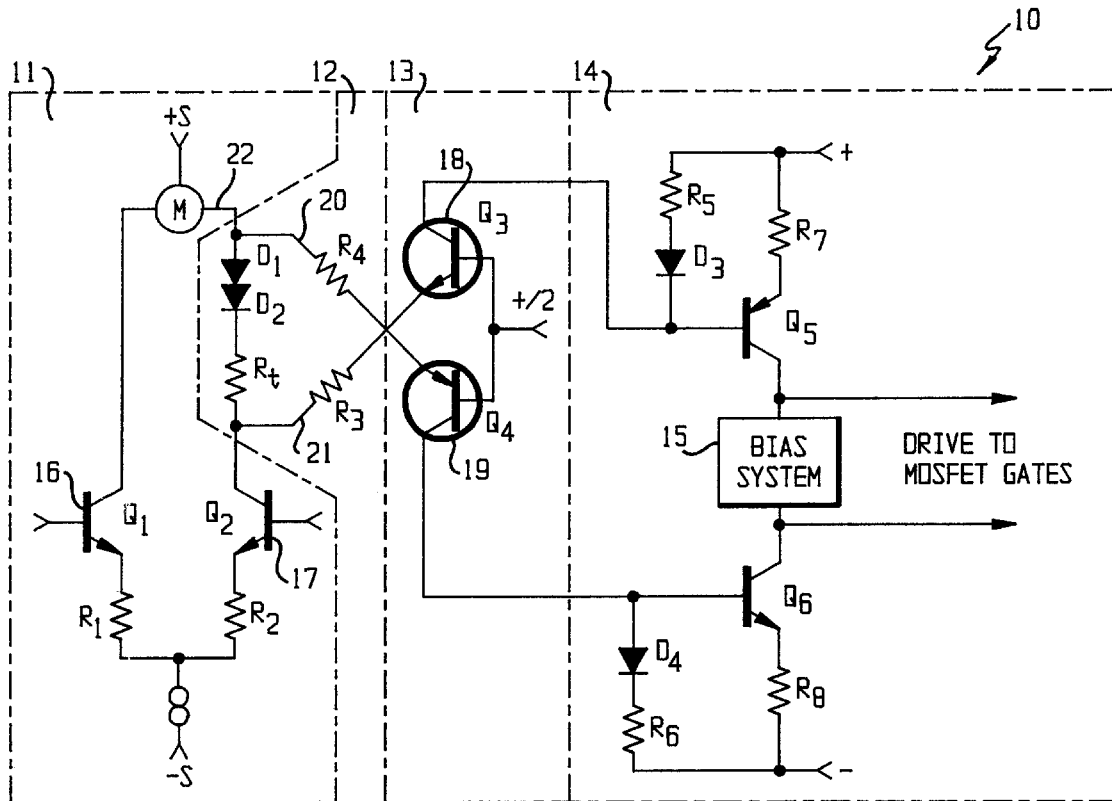 10
11
12
13
14
+S
22
M
20
D1
D2
Rt
R4
R3
21
18
Q3
+/2
Q4
19
16
Q1
Q2
17
R1
R2
-S
+
R5
R7
D3
Q5
15
BIAS
SYSTEM
DRIVE TO
MOSFET GATES
Q6
D4
R8
R6
-